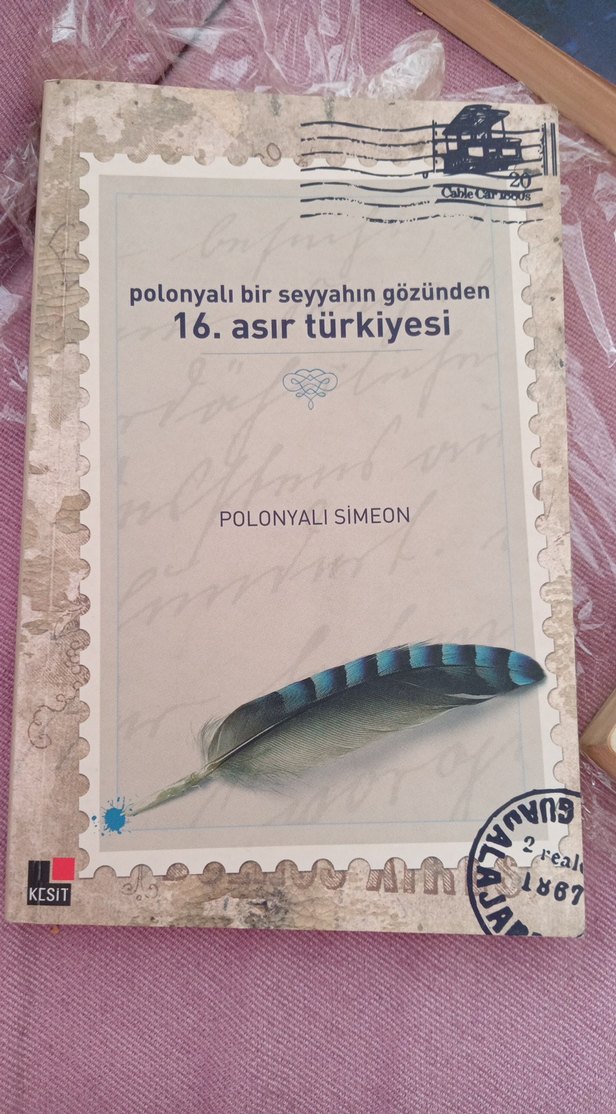 20
Cable Car 1880s
polonyalı bir seyyahın gözünden
16. asır türkiyesi
POLONYALI SİMEON
KESİT
GUADALAJARA
2 reale
1867